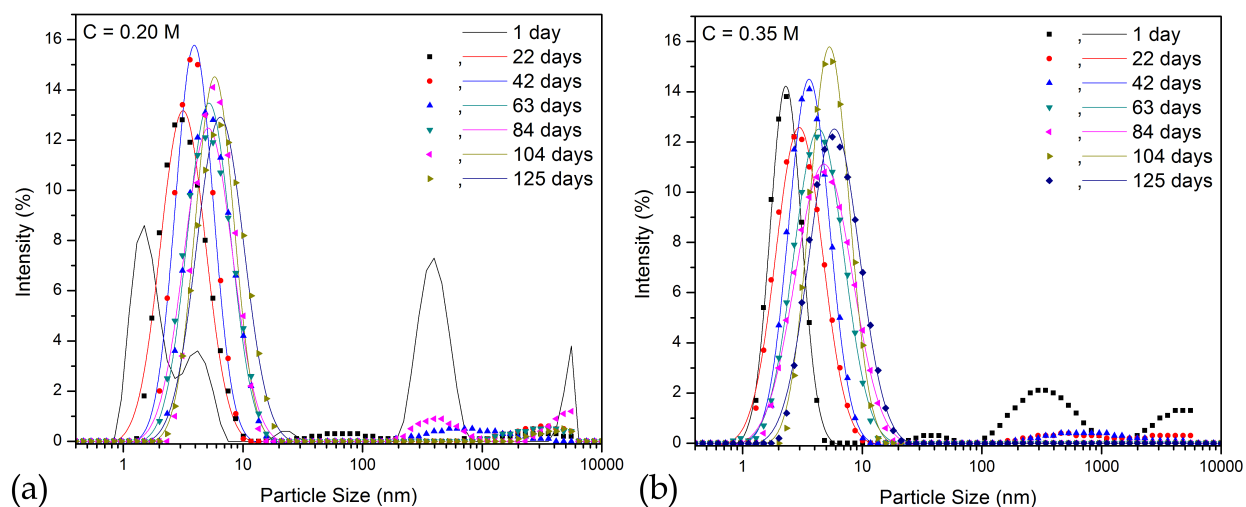 C = 0.20 M
1 day
, 22 days
, 42 days
, 63 days
, 84 days
, 104 days
, 125 days
16
14
12
10
8
6
4
2
0
Intensity (%)
1 10 100 1000 10000
Particle Size (nm)
(a)
C = 0.35 M
, 1 day
, 22 days
, 42 days
, 63 days
, 84 days
, 104 days
, 125 days
16
14
12
10
8
6
4
2
0
Intensity (%)
1 10 100 1000 10000
Particle Size (nm)
(b)